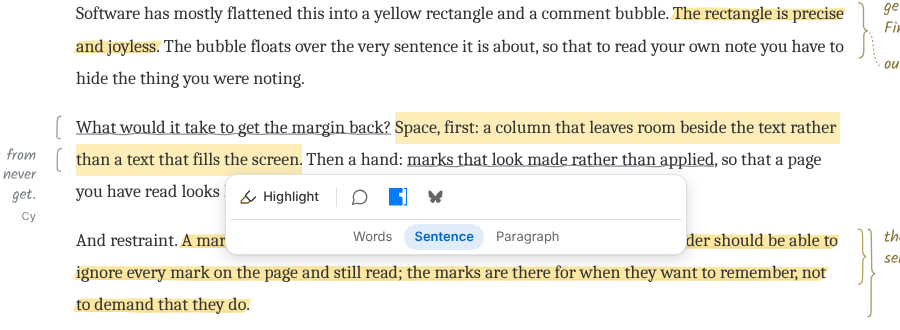 Software has mostly flattened this into a yellow rectangle and a comment bubble. The rectangle is precise
and joyless. The bubble floats over the very sentence it is about, so that to read your own note you have to
hide the thing you were noting.
What would it take to get the margin back? Space, first: a column that leaves room beside the text rather
than a text that fills the screen. Then a hand: marks that look made rather than applied, so that a page
you have read looks
from
never
get.
Cy
Highlight
Words Sentence Paragraph
And restraint. A mar
der should be able to
ignore every mark on the page and still read; the marks are there for when they want to remember, not
to demand that they do.
ge
Fi
ou
th
se